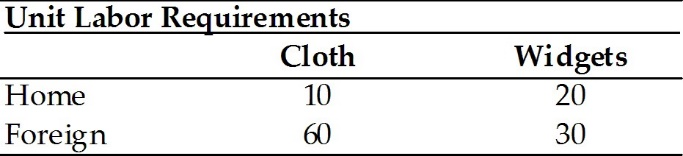 Unit Labor Requirements
Cloth Widgets
Home 10 20
Foreign 60 30